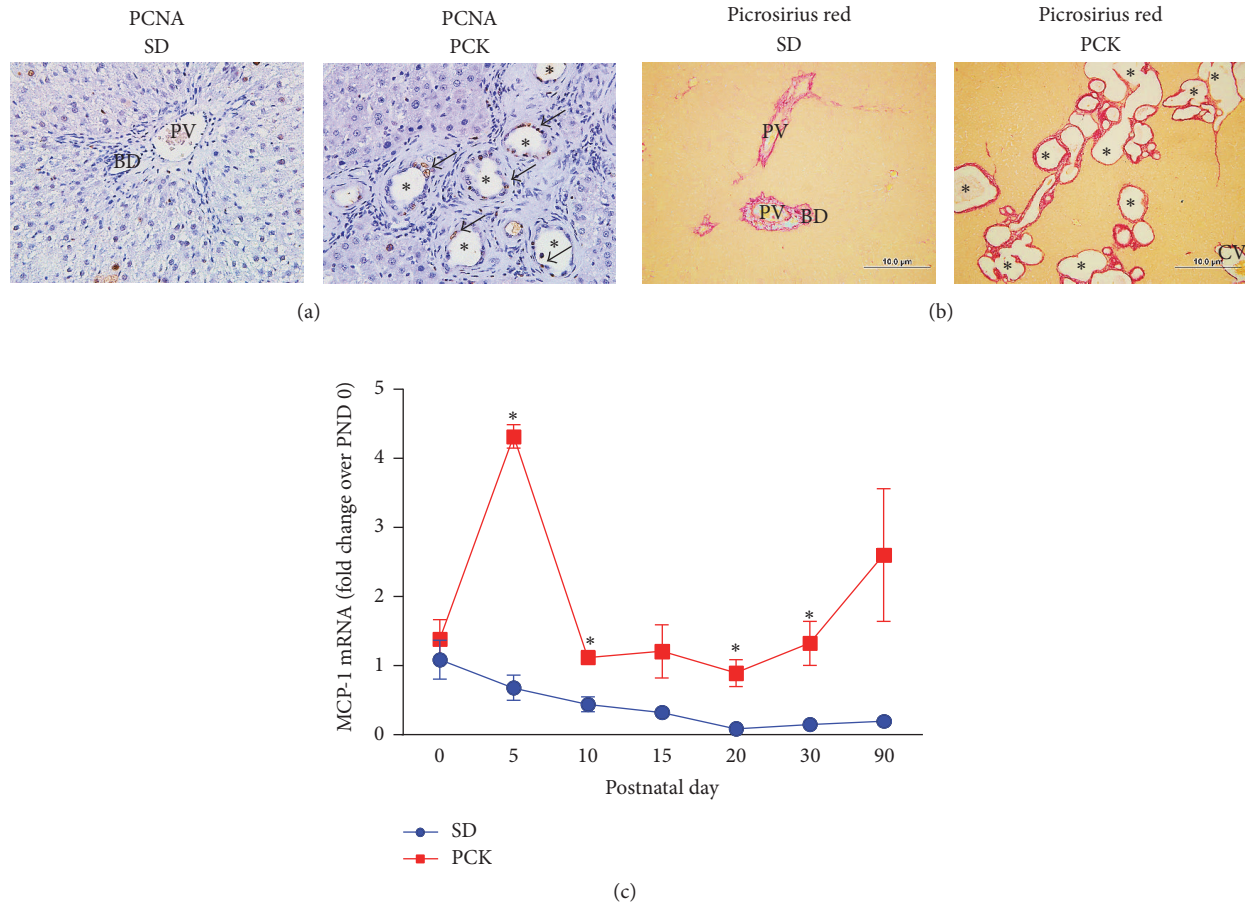 PCNA
SD
PCNA
PCK
Picrosirius red
SD
Picrosirius red
PCK
PV
BD
*
*
*
*
*
*
PV
PV
BD
10.0 μm
*
*
*
*
*
*
*
*
*
CV
10.0 μm
(a)
(b)
MCP-1 mRNA (fold change over PND 0)
5
4
3
2
1
0
*
*
*
*
0 5 10 15 20 30 90
Postnatal day
SD
PCK
(c)